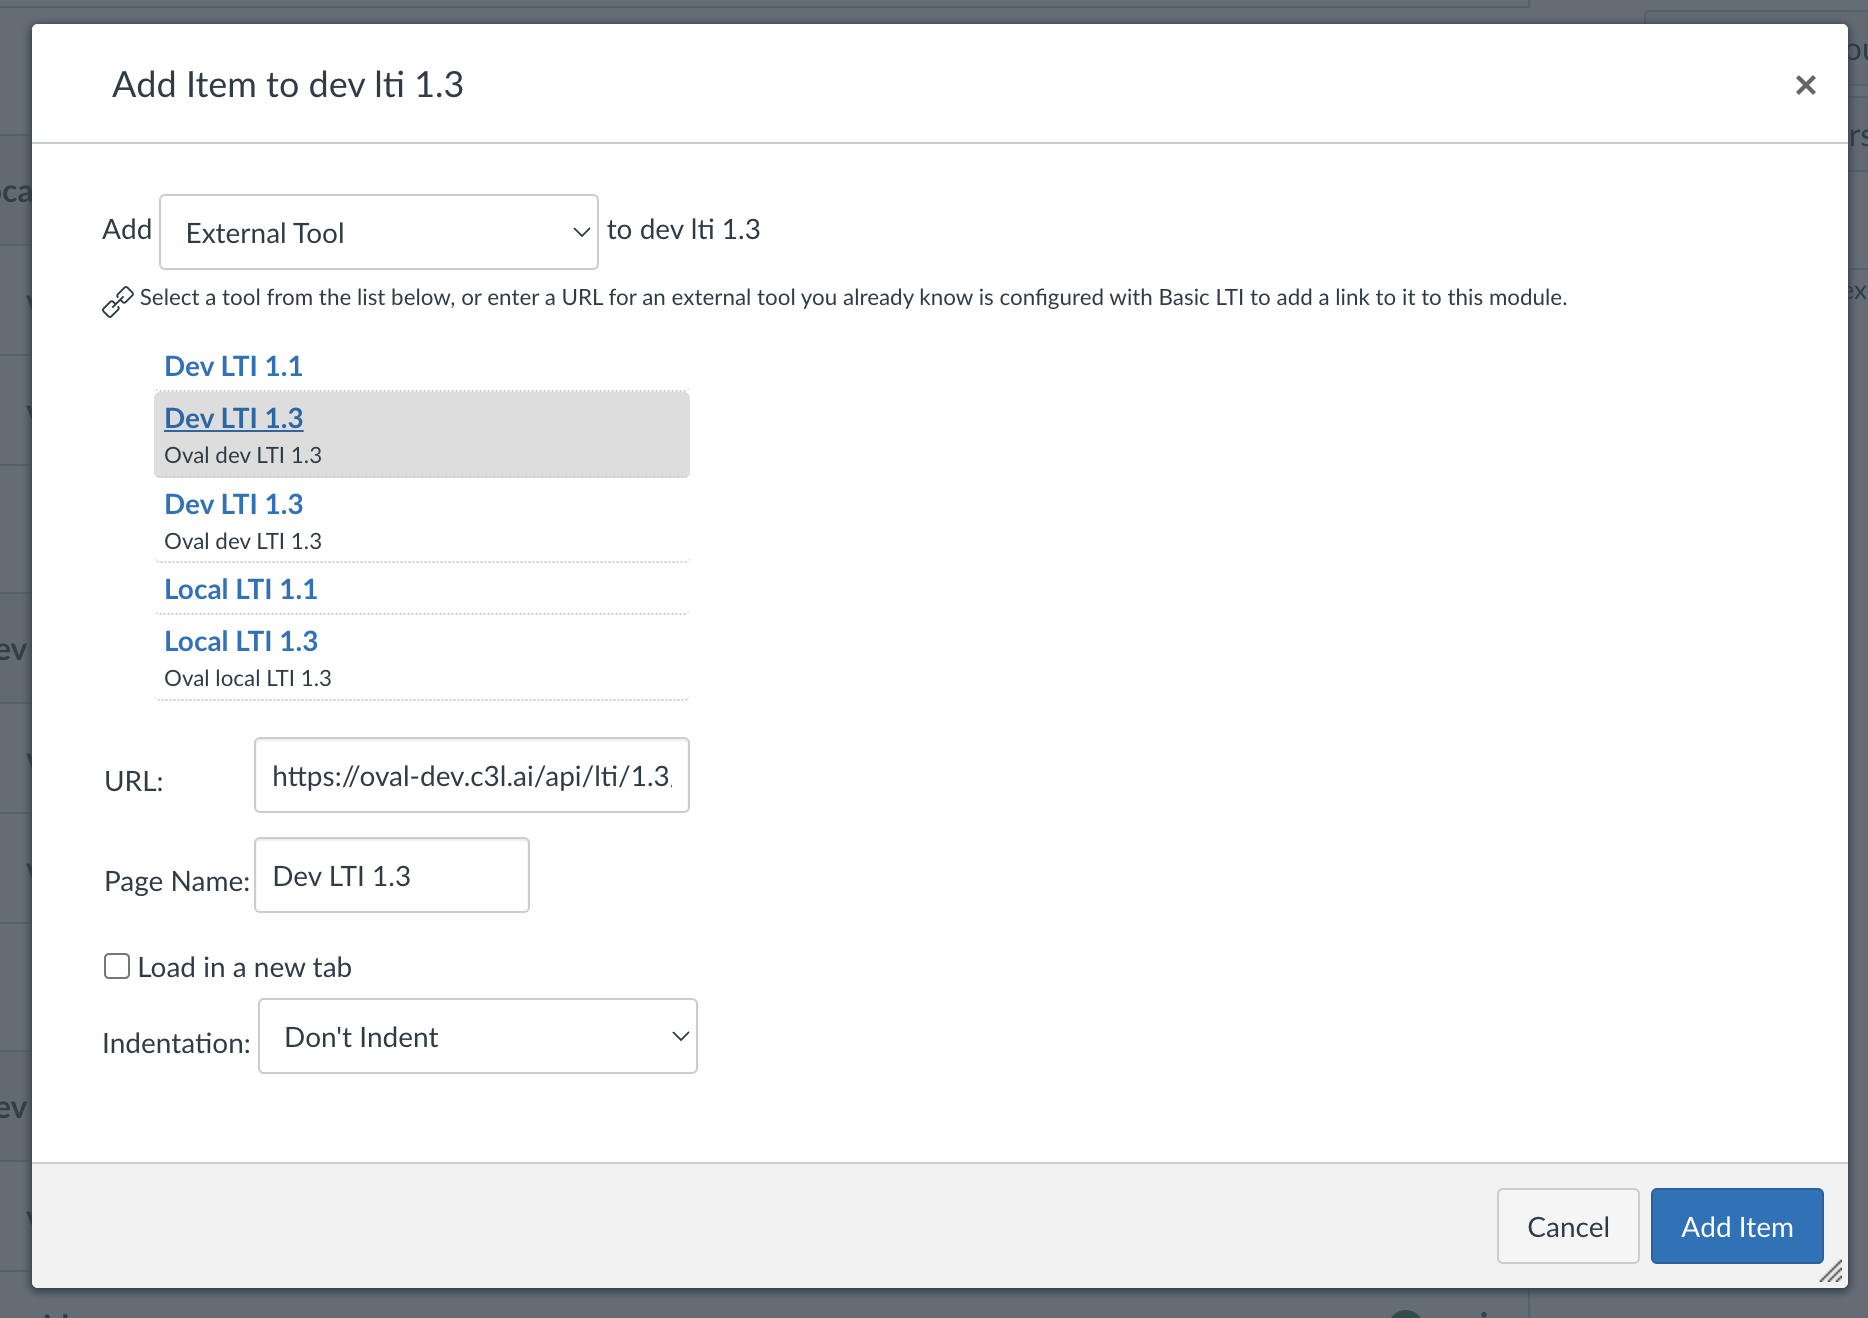 Add Item to dev lti 1.3
Add External Tool to dev lti 1.3
Select a tool from the list below, or enter a URL for an external tool you already know is configured with Basic LTI to add a link to it to this module.
Dev LTI 1.1
Dev LTI 1.3
Oval dev LTI 1.3
Dev LTI 1.3
Oval dev LTI 1.3
Local LTI 1.1
Local LTI 1.3
Oval local LTI 1.3
URL: https://oval-dev.c3l.ai/api/lti/1.3
Page Name: Dev LTI 1.3
Load in a new tab
Indentation: Don't Indent
Cancel Add Item